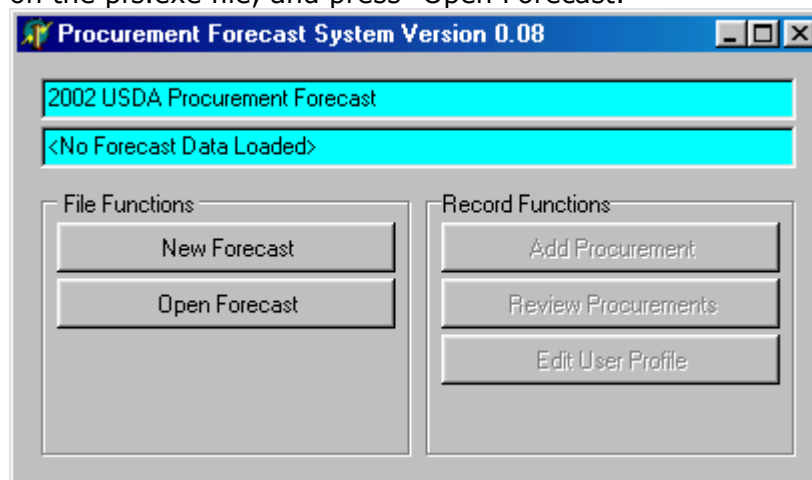 Procurement Forecast System Version 0.08
2002 USDA Procurement Forecast
<No Forecast Data Loaded>
File Functions
New Forecast
Open Forecast
Record Functions
Add Procurement
Review Procurements
Edit User Profile